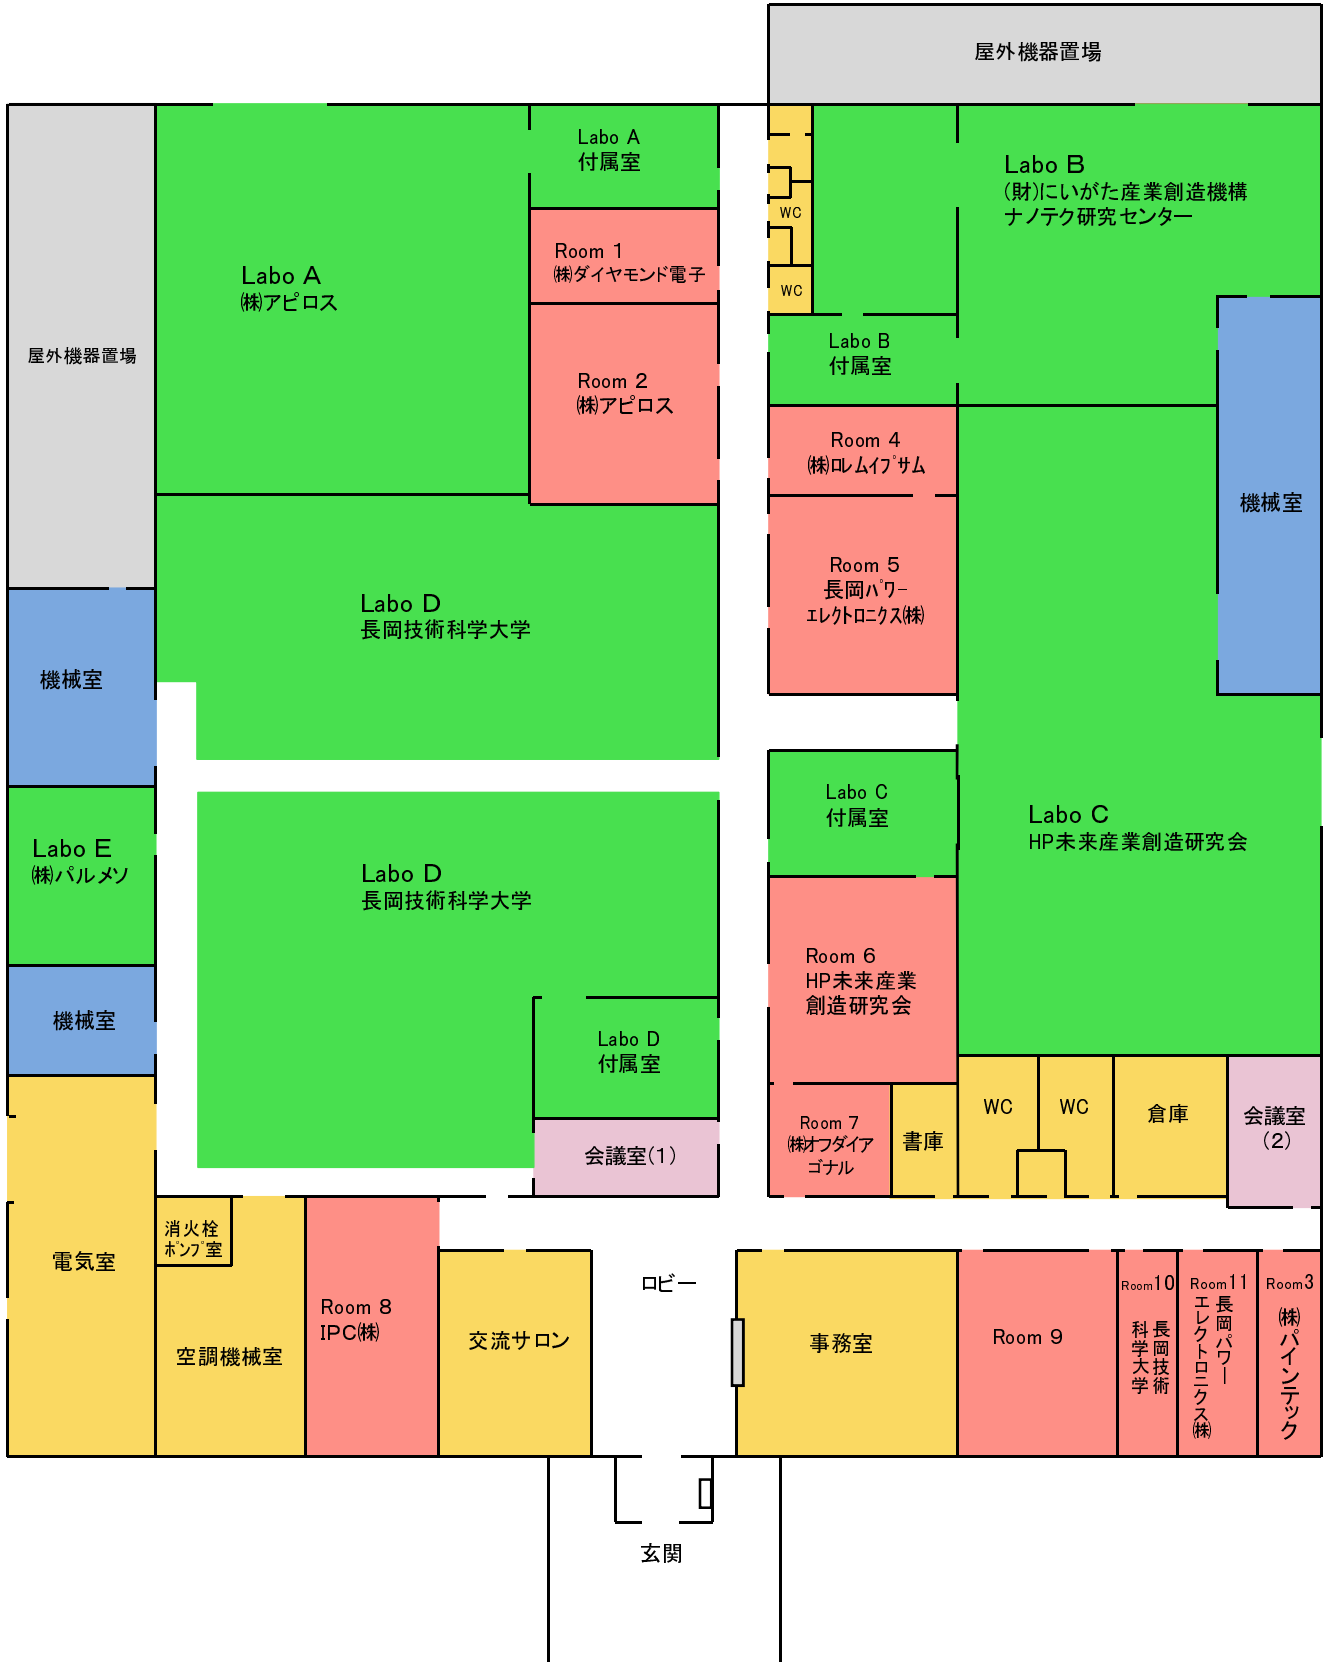 屋外機器置場
Labo A
付属室
Labo B
(財)にいがた産業創造機構
ナノテク研究センター
WC
Room 1
㈱ダイヤモンド電子
Labo A
㈱アピロス
WC
屋外機器置場
Labo B
付属室
Room 2
㈱アピロス
Room 4
㈱ロレムイプサム
機械室
Room 5
長岡パワー
エレクトロニクス㈱
Labo D
長岡技術科学大学
機械室
Labo C
付属室
Labo C
HP未来産業創造研究会
Labo E
㈱パルメソ
Labo D
長岡技術科学大学
Room 6
HP未来産業
創造研究会
機械室
Labo D
付属室
WC
WC
倉庫
会議室
(2)
Room 7
㈱オフダイア
ゴナル
書庫
会議室(1)
消火栓
ポンプ室
電気室
ロビー
Room 8
IPC㈱
空調機械室
交流サロン
事務室
Room 9
Room10
長岡技術
科学大学
Room11
長岡パワー
エレクトロニクス㈱
Room3
㈱パインテック
玄関